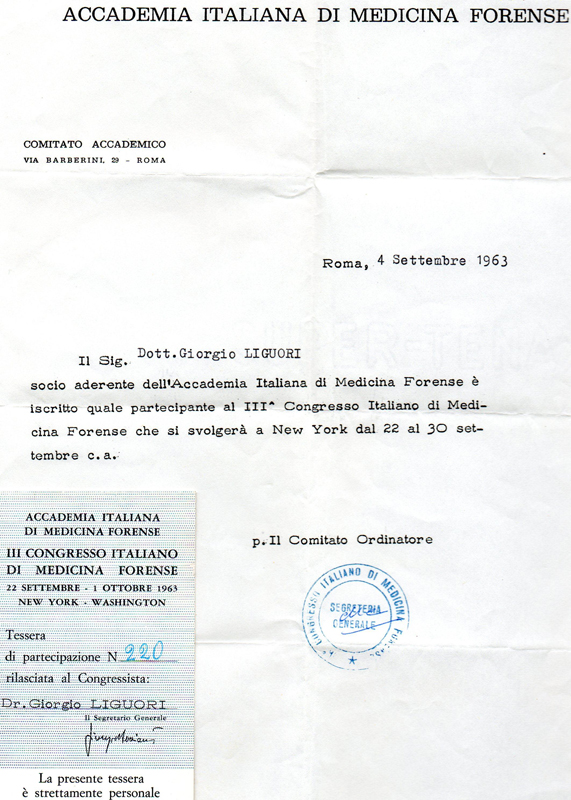 ACCADEMIA ITALIANA DI MEDICINA FORENSE
COMITATO ACCADEMICO
VIA BARBERINI, 29 - ROMA
Roma, 4 Settembre 1963
Il Sig. Dott.Giorgio LIGUORI
socio aderente dell'Accademia Italiana di Medicina Forense è
iscritto quale partecipante al III^ Congresso Italiano di Medi-
cina Forense che si svolgerà a New York dal 22 al 30 set-
tembre c.a.
p.Il Comitato Ordinatore
CONGRESSO ITALIANO DI MEDICINA
SEGRETERIA
GENERALE
ACCADEMIA ITALIANA
DI MEDICINA FORENSE
III CONGRESSO ITALIANO
DI MEDICINA FORENSE
22 SETTEMBRE - 1 OTTOBRE 1963
NEW YORK - WASHINGTON
Tessera
di partecipazione N 220
rilasciata al Congressista:
Dr.Giorgio LIGUORI
Il Segretario Generale
La presente tessera
è strettamente personale